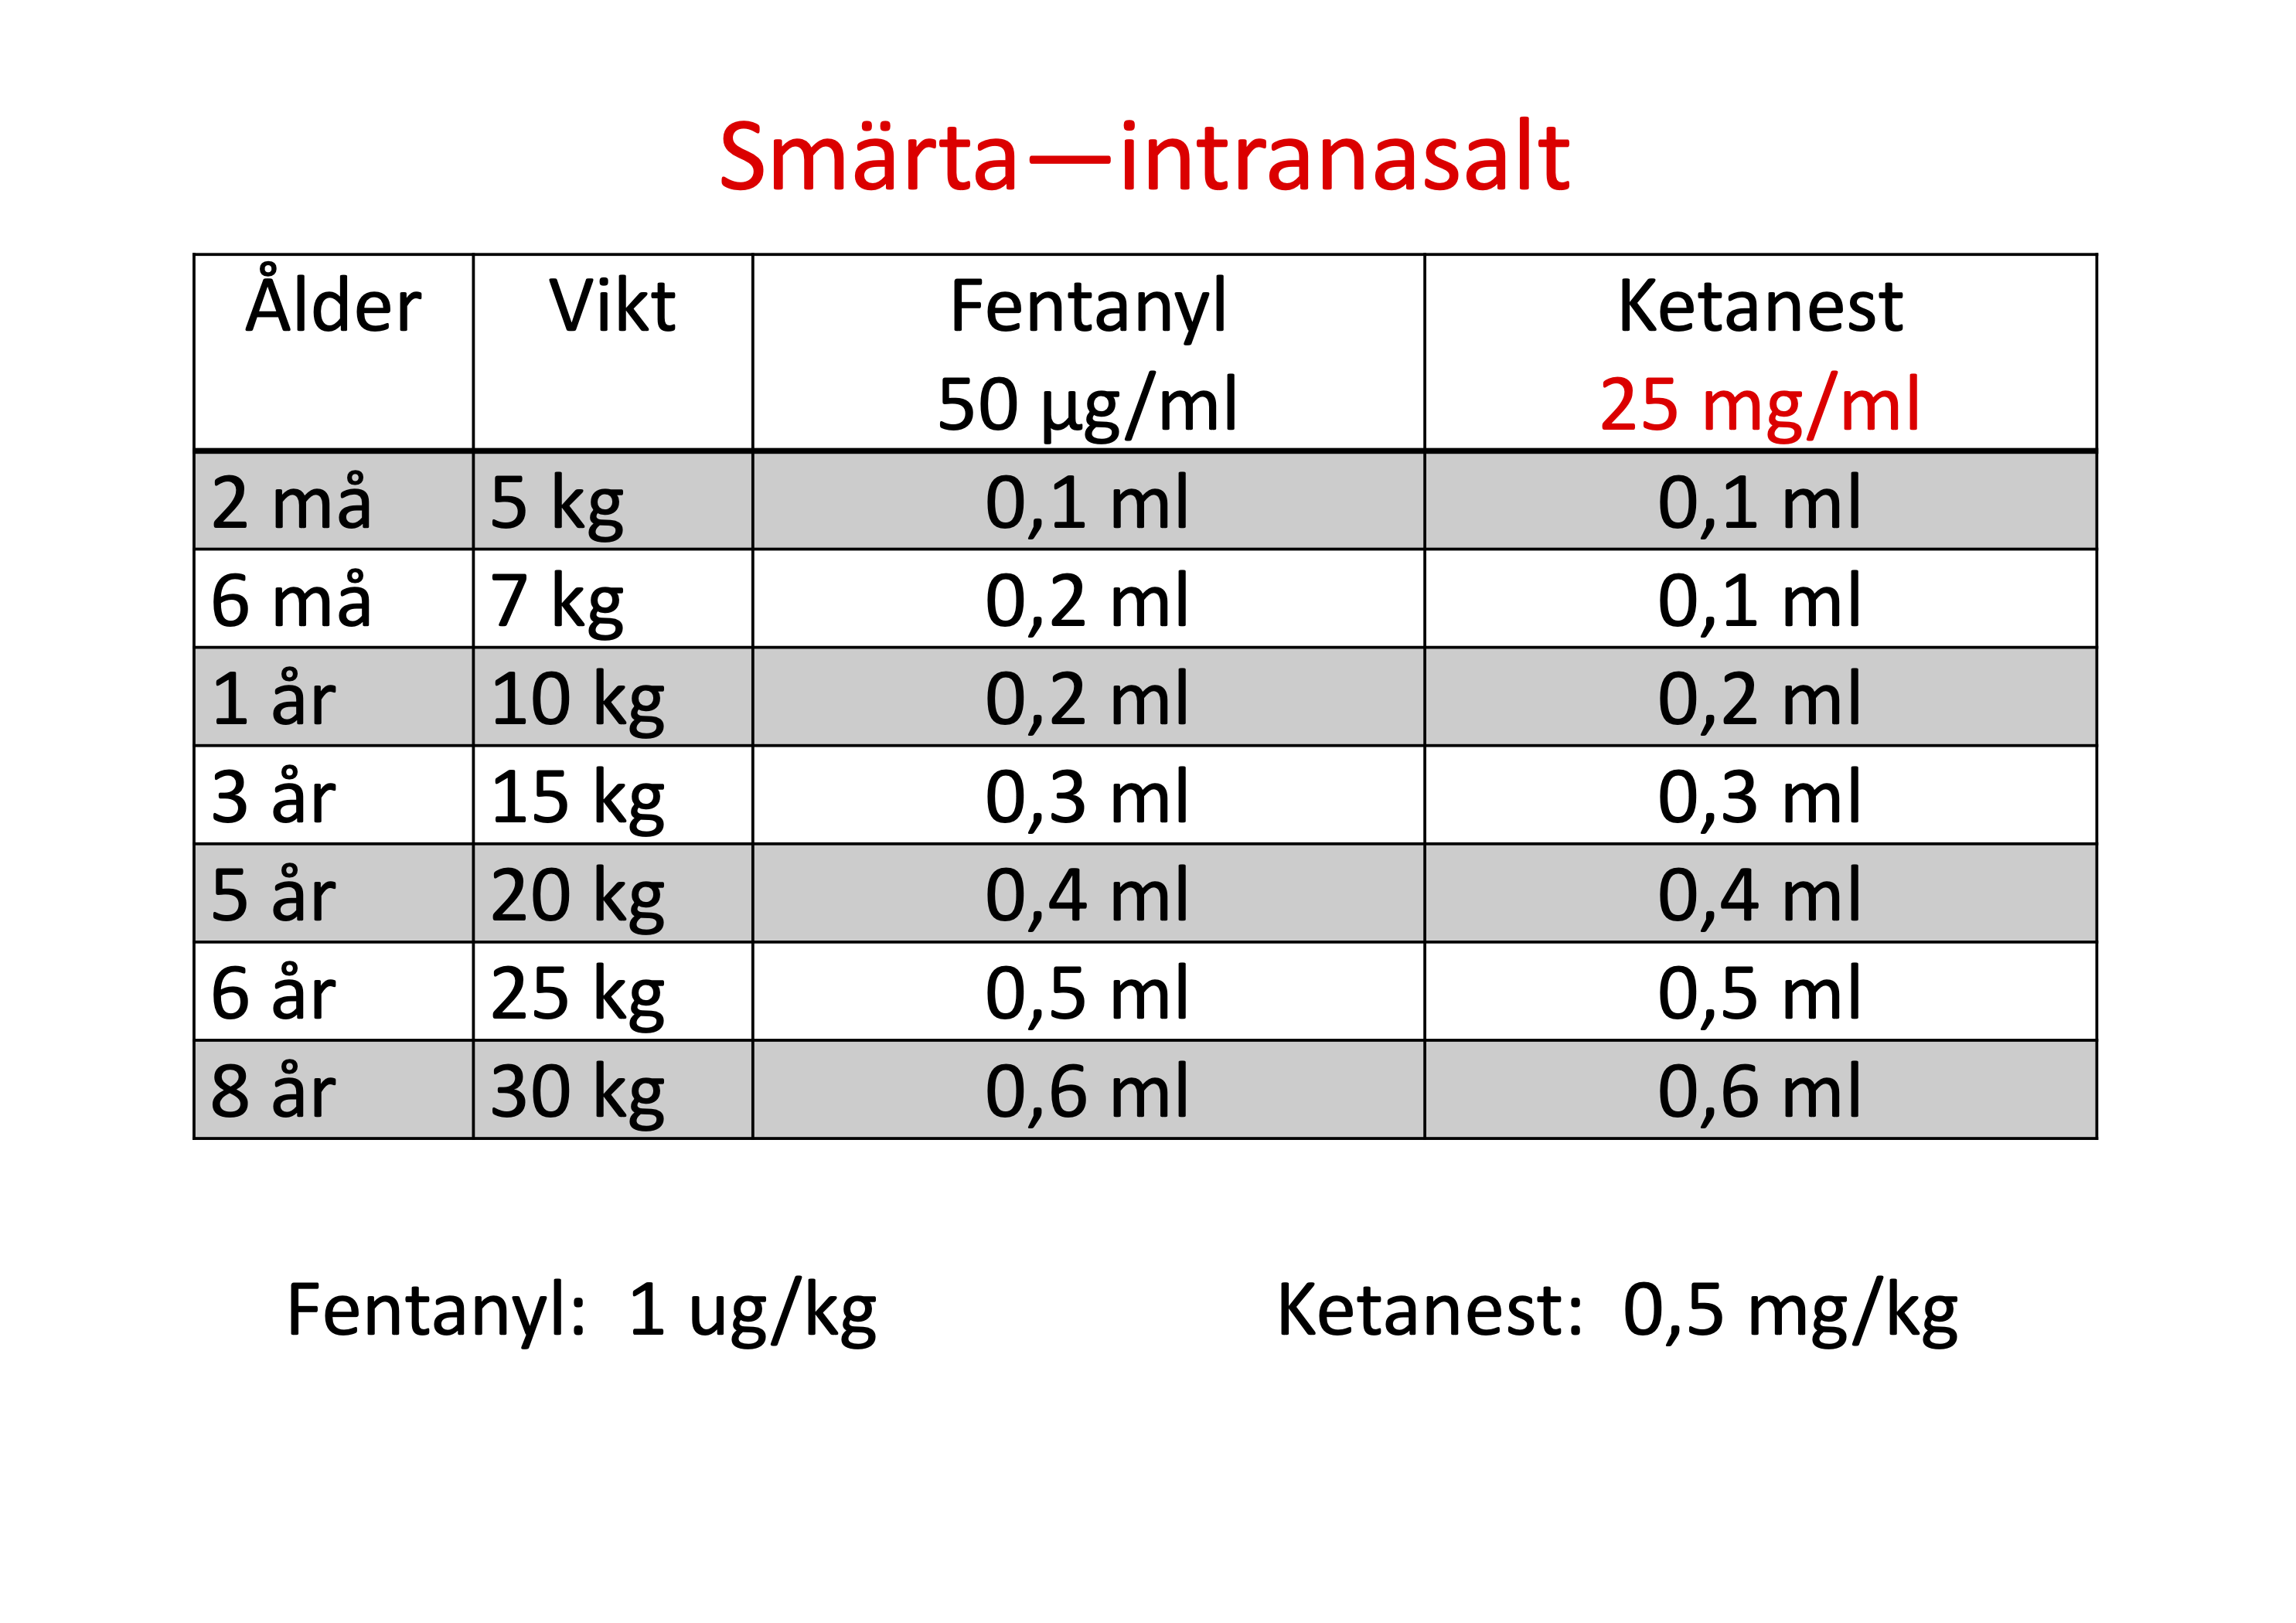 Smärta—intranasalt
Ålder Vikt Fentanyl Ketanest
50 µg/ml 25 mg/ml
2 må 5 kg 0,1 ml 0,1 ml
6 må 7 kg 0,2 ml 0,1 ml
1 år 10 kg 0,2 ml 0,2 ml
3 år 15 kg 0,3 ml 0,3 ml
5 år 20 kg 0,4 ml 0,4 ml
6 år 25 kg 0,5 ml 0,5 ml
8 år 30 kg 0,6 ml 0,6 ml
Fentanyl: 1 ug/kg Ketanest: 0,5 mg/kg